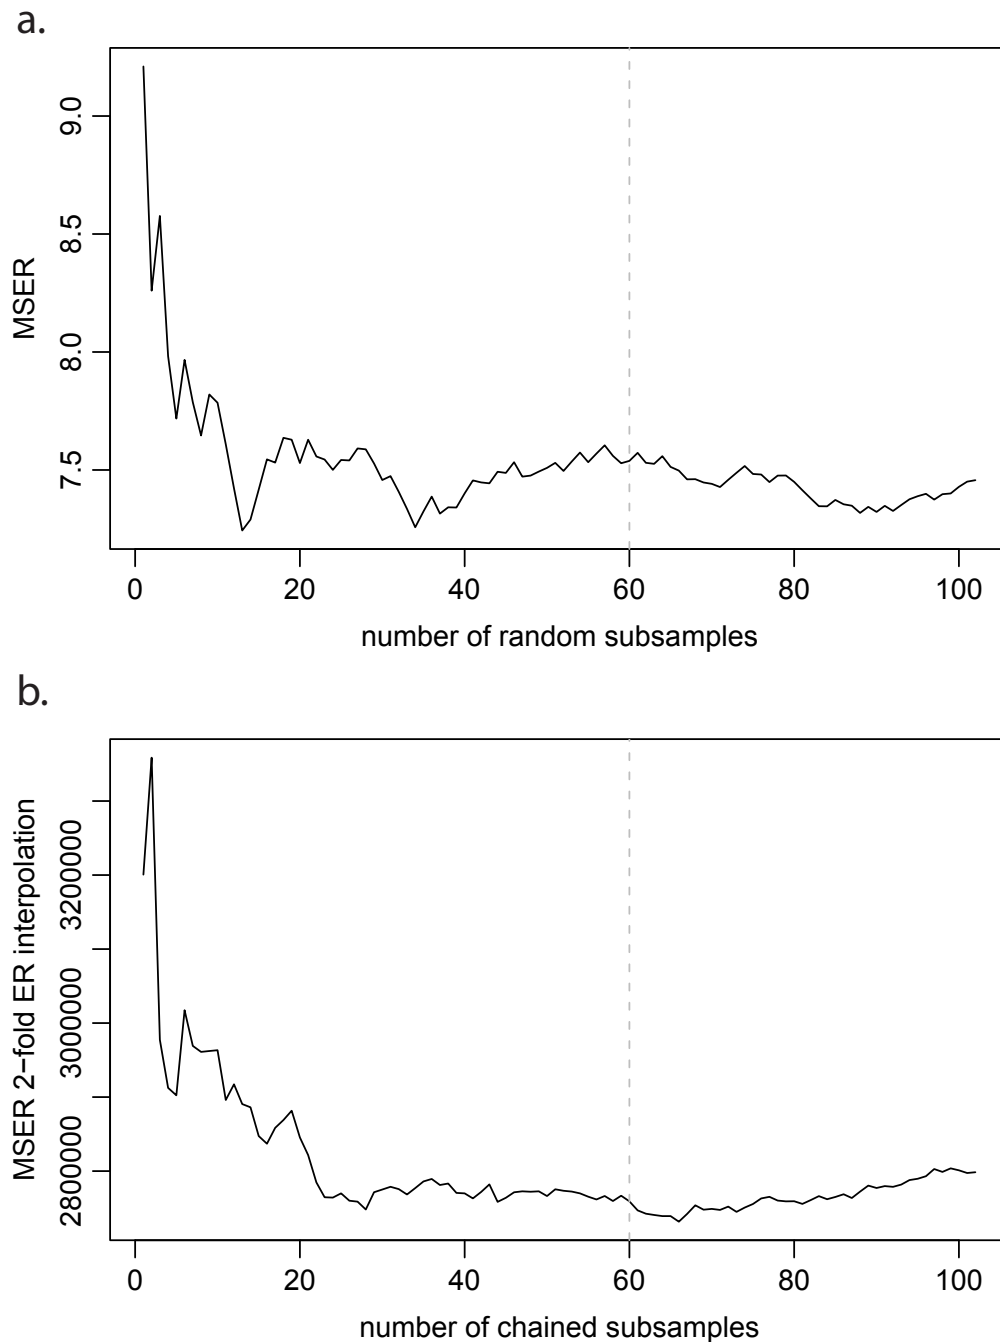 a.
MSER
9.0
8.5
8.0
7.5
0 20 40 60 80 100
number of random subsamples
b.
MSER 2−fold ER interpolation
3200000
3000000
2800000
0 20 40 60 80 100
number of chained subsamples